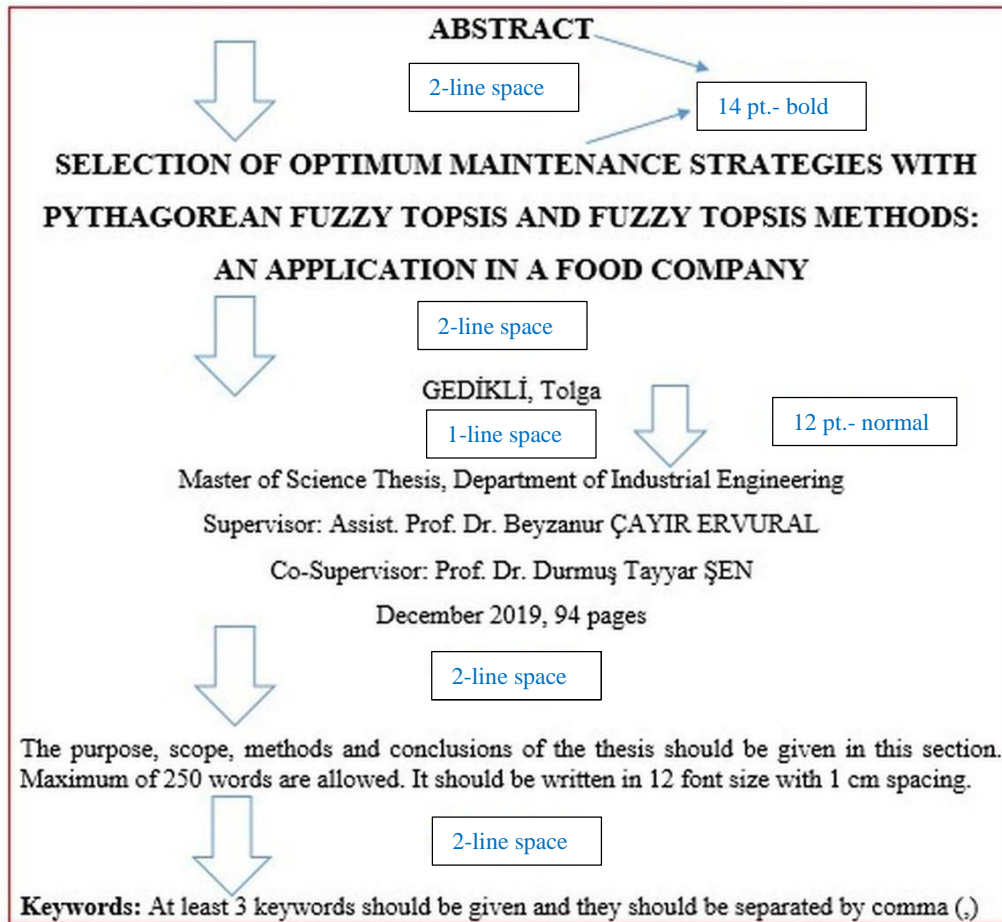 ABSTRACT
2-line space
14 pt.- bold
SELECTION OF OPTIMUM MAINTENANCE STRATEGIES WITH
PYTHAGOREAN FUZZY TOPSIS AND FUZZY TOPSIS METHODS:
AN APPLICATION IN A FOOD COMPANY
2-line space
GEDİKLİ, Tolga
1-line space
12 pt.- normal
Master of Science Thesis, Department of Industrial Engineering
Supervisor: Assist. Prof. Dr. Beyzanur ÇAYIR ERVURAL
Co-Supervisor: Prof. Dr. Durmuş Tayyar ŞEN
December 2019, 94 pages
2-line space
The purpose, scope, methods and conclusions of the thesis should be given in this section.
Maximum of 250 words are allowed. It should be written in 12 font size with 1 cm spacing.
2-line space
Keywords: At least 3 keywords should be given and they should be separated by comma (,)